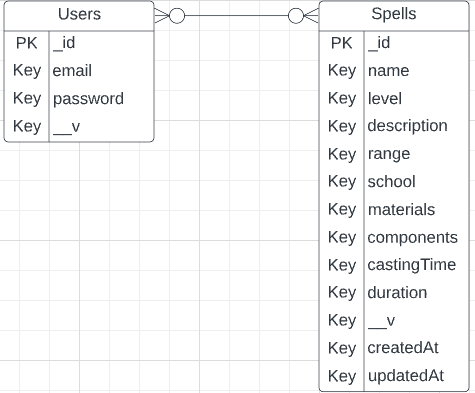 Users
PK _id
Key email
Key password
Key __v
Spells
PK _id
Key name
Key level
Key description
Key range
Key school
Key materials
Key components
Key castingTime
Key duration
Key __v
Key createdAt
Key updatedAt